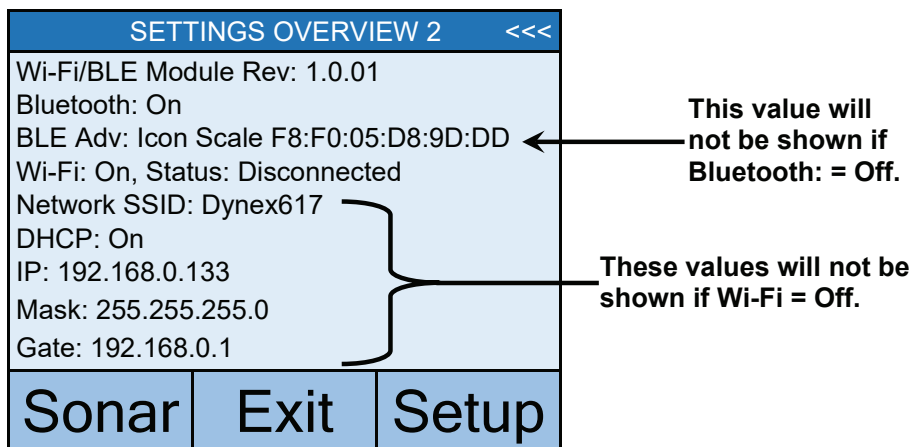 SETTINGS OVERVIEW 2 <<<
Wi-Fi/BLE Module Rev: 1.0.01
Bluetooth: On
BLE Adv: Icon Scale F8:F0:05:D8:9D:DD
Wi-Fi: On, Status: Disconnected
Network SSID: Dynex617
DHCP: On
IP: 192.168.0.133
Mask: 255.255.255.0
Gate: 192.168.0.1
Sonar Exit Setup
This value will
not be shown if
Bluetooth: = Off.
These values will not be
shown if Wi-Fi = Off.